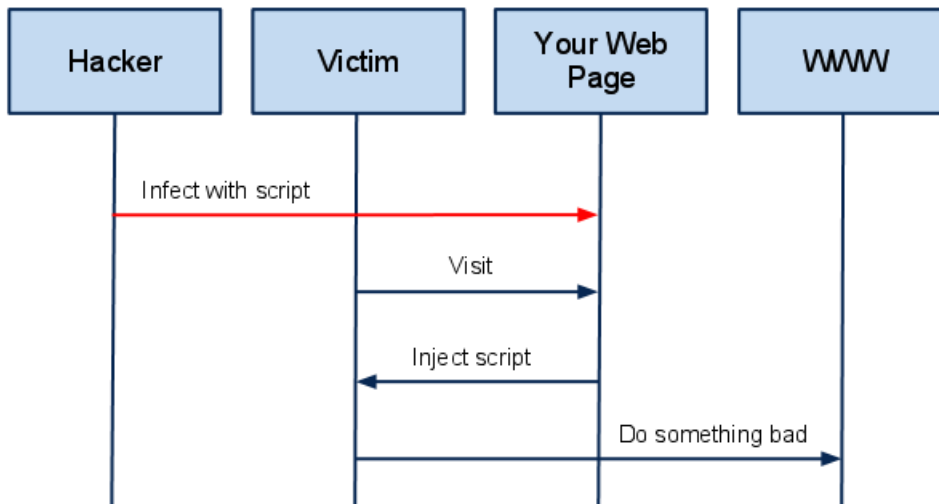 Hacker
Victim
Your Web
Page
WWW
Infect with script
Visit
Inject script
Do something bad